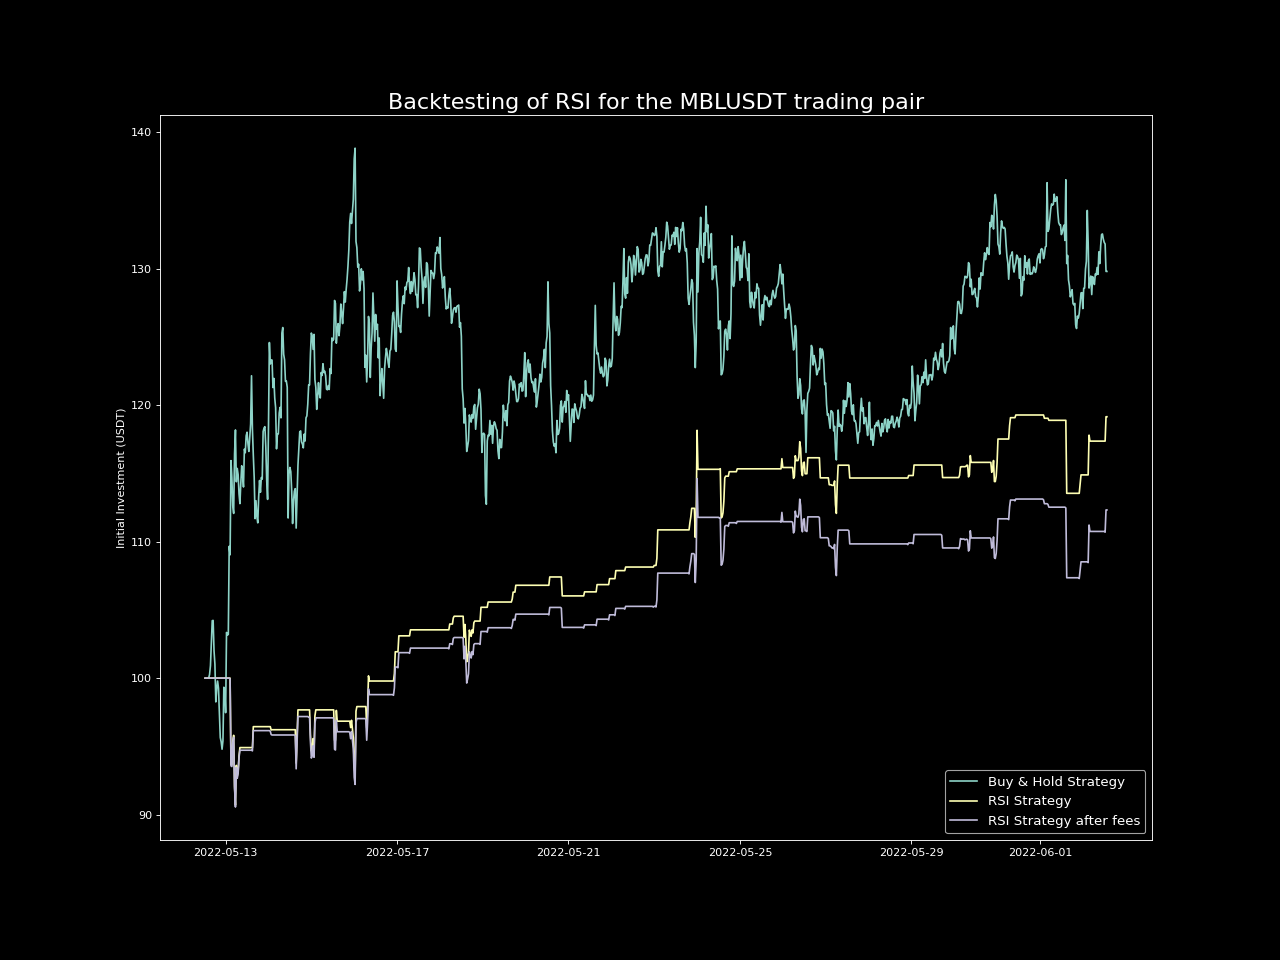 Backtesting of RSI for the MBLUSDT trading pair
Initial Investment (USDT)
140
130
120
110
100
90
2022-05-13
2022-05-17
2022-05-21
2022-05-25
2022-05-29
2022-06-01
Buy & Hold Strategy
RSI Strategy
RSI Strategy after fees